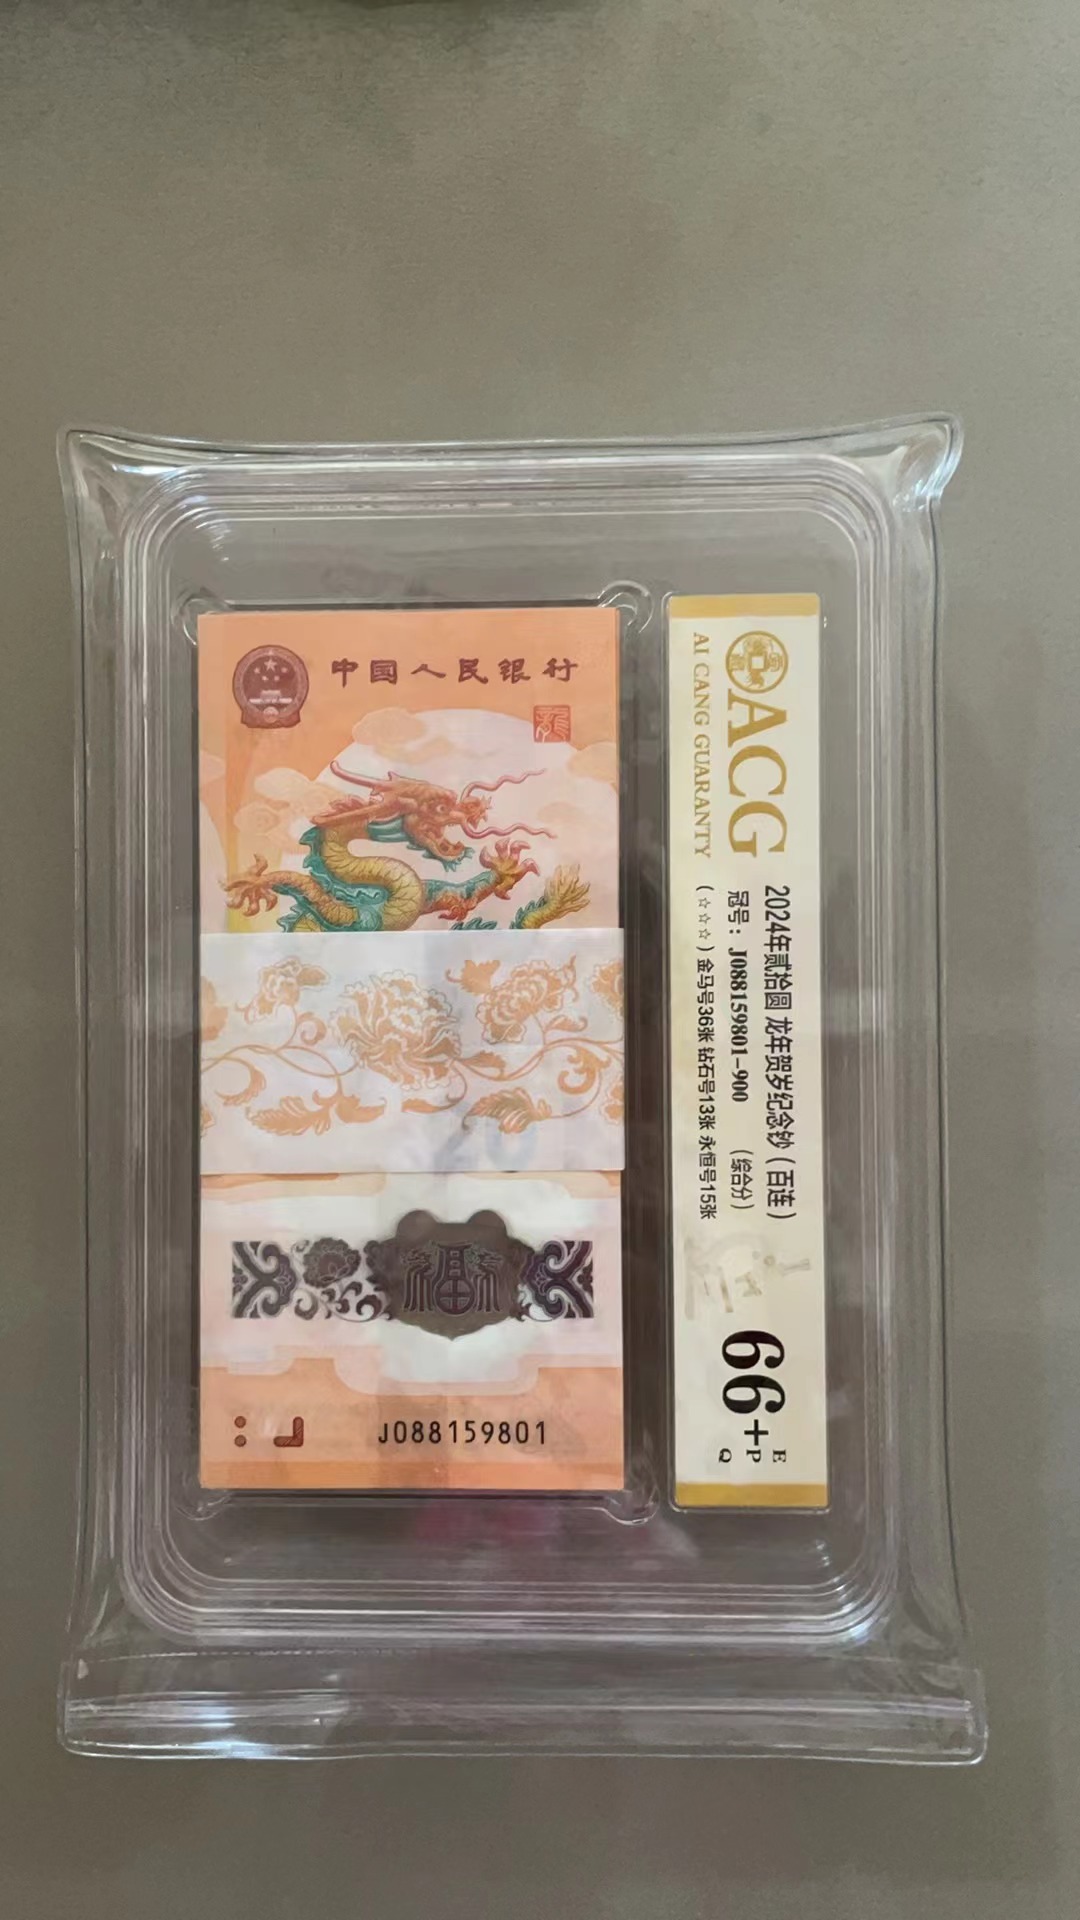 中国人民银行
龙
福
J088159801
ACG
AI CANG GUARANTY
2024年贰拾圆 龙年贺岁纪念钞（百连）
冠号：J088159801-900 （综合分）
（☆☆☆）金马号36张 钻石号13张 永恒号15张
66+
E
P
Q